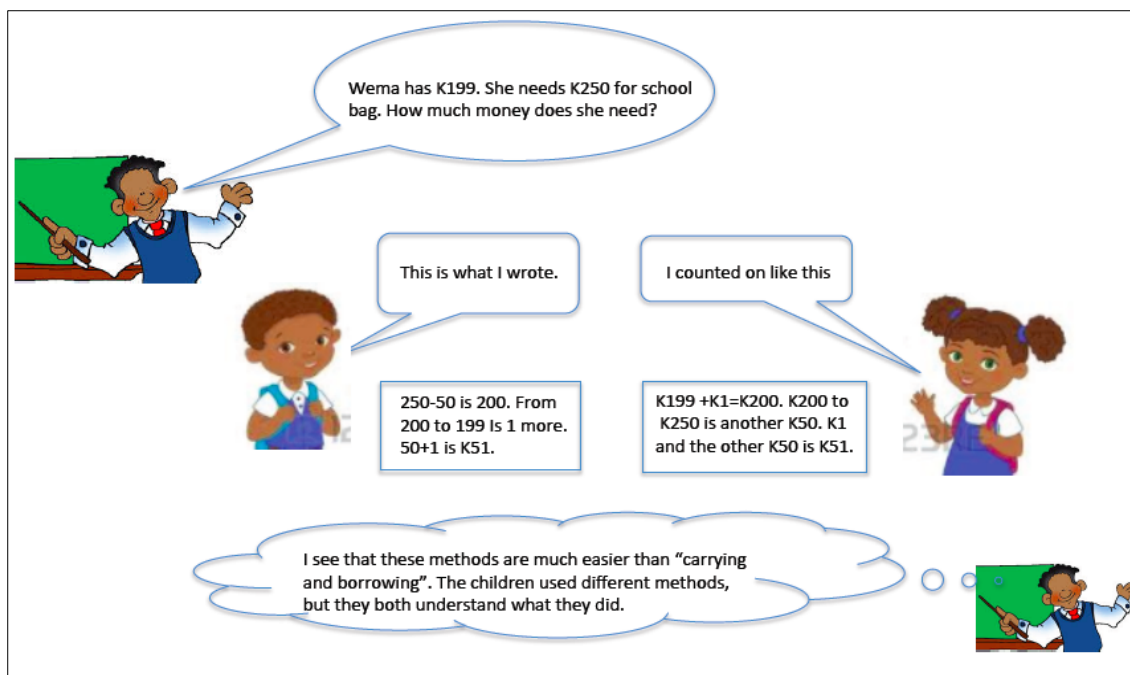 Wema has K199. She needs K250 for school
bag. How much money does she need?
This is what I wrote.
I counted on like this
250-50 is 200. From
200 to 199 Is 1 more.
50+1 is K51.
K199 +K1=K200. K200 to
K250 is another K50. K1
and the other K50 is K51.
I see that these methods are much easier than “carrying
and borrowing”. The children used different methods,
but they both understand what they did.